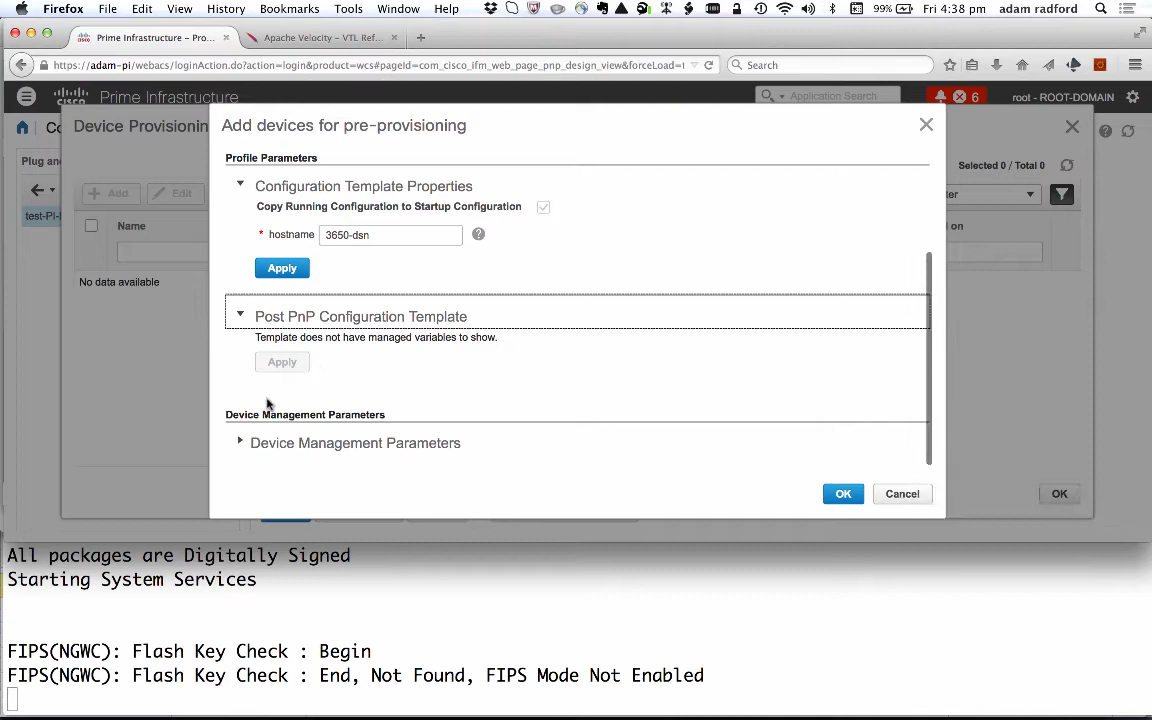 Firefox File Edit View History Bookmarks Tools Window Help 99% Fri 4:38 pm adam radford
Prime Infrastructure - Pro... Apache Velocity - VTL Ref...
https://adam-pi/webacs/loginAction.do?action=login&product=wcs#pageId=com_cisco_ifm_web_page_pnp_design_view&forceLoad=t Search
CISCO Prime Infrastructure Application Search 6 root - ROOT-DOMAIN
Co
Device Provisionin
Add devices for pre-provisioning
Plug an
Profile Parameters
Selected 0 / Total 0
Add Edit
Configuration Template Properties
ter
Copy Running Configuration to Startup Configuration
test-PI-
Name
* hostname 3650-dsn ?
d on
Apply
No data available
Post PnP Configuration Template
Template does not have managed variables to show.
Apply
Device Management Parameters
Device Management Parameters
OK Cancel OK
All packages are Digitally Signed
Starting System Services
FIPS(NGWC): Flash Key Check : Begin
FIPS(NGWC): Flash Key Check : End, Not Found, FIPS Mode Not Enabled